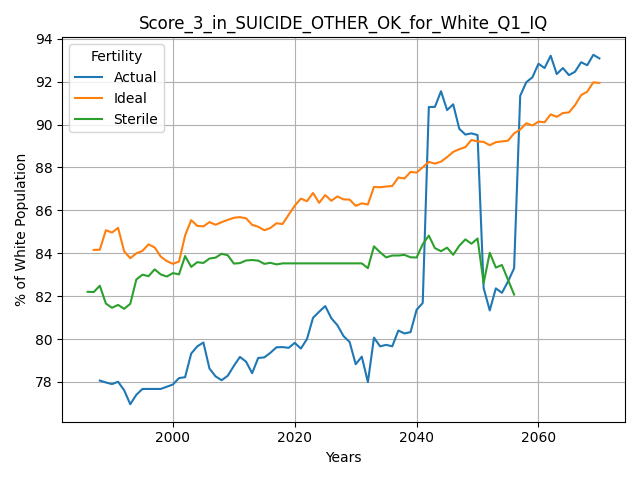 Score_3_in_SUICIDE_OTHER_OK_for_White_Q1_IQ
94
92
90
88
86
84
82
80
78
% of White Population
Fertility
Actual
Ideal
Sterile
2000 2020 2040 2060
Years